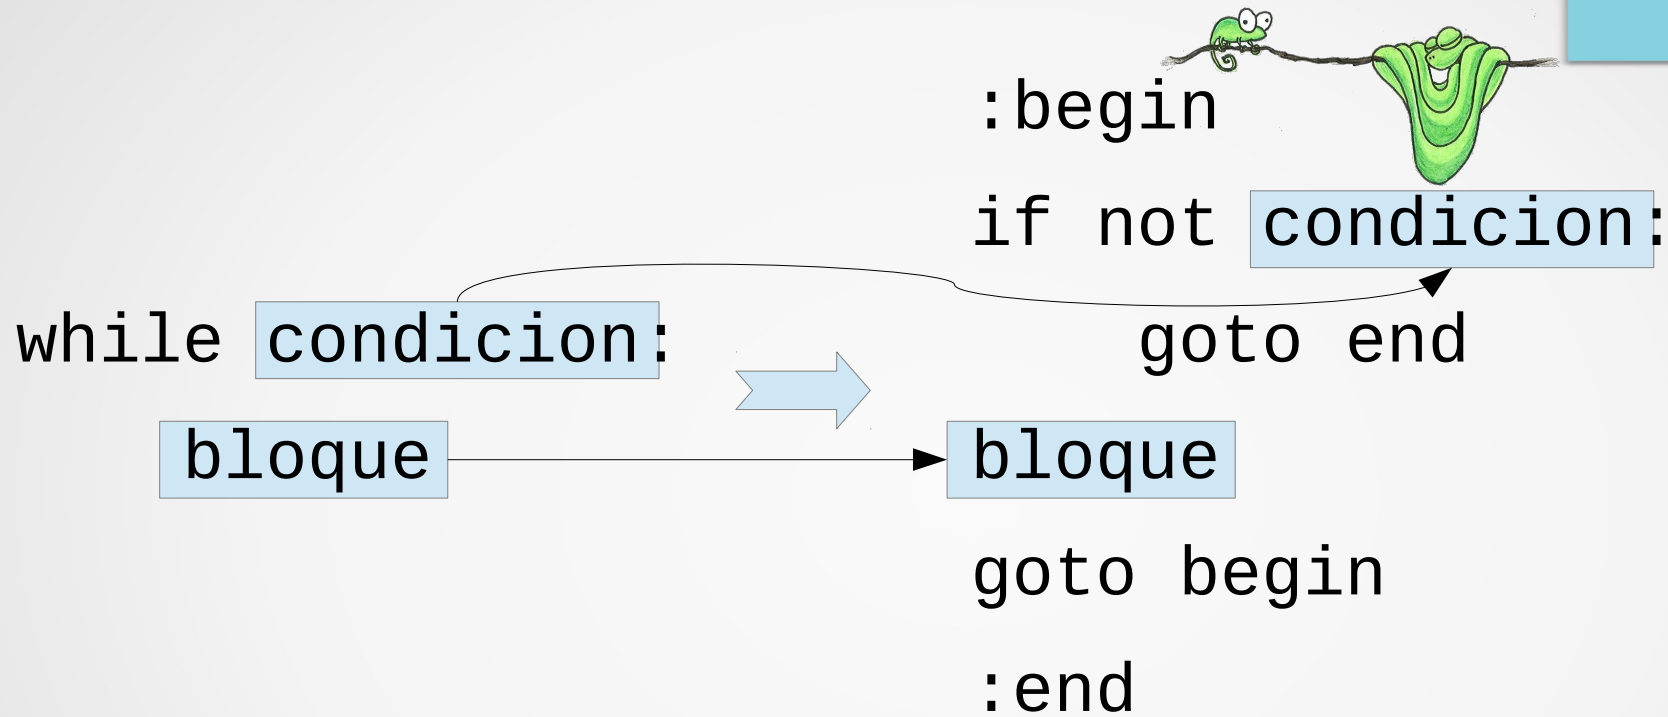 while condicion:
bloque
:begin
if not condicion:
goto end
bloque
goto begin
:end